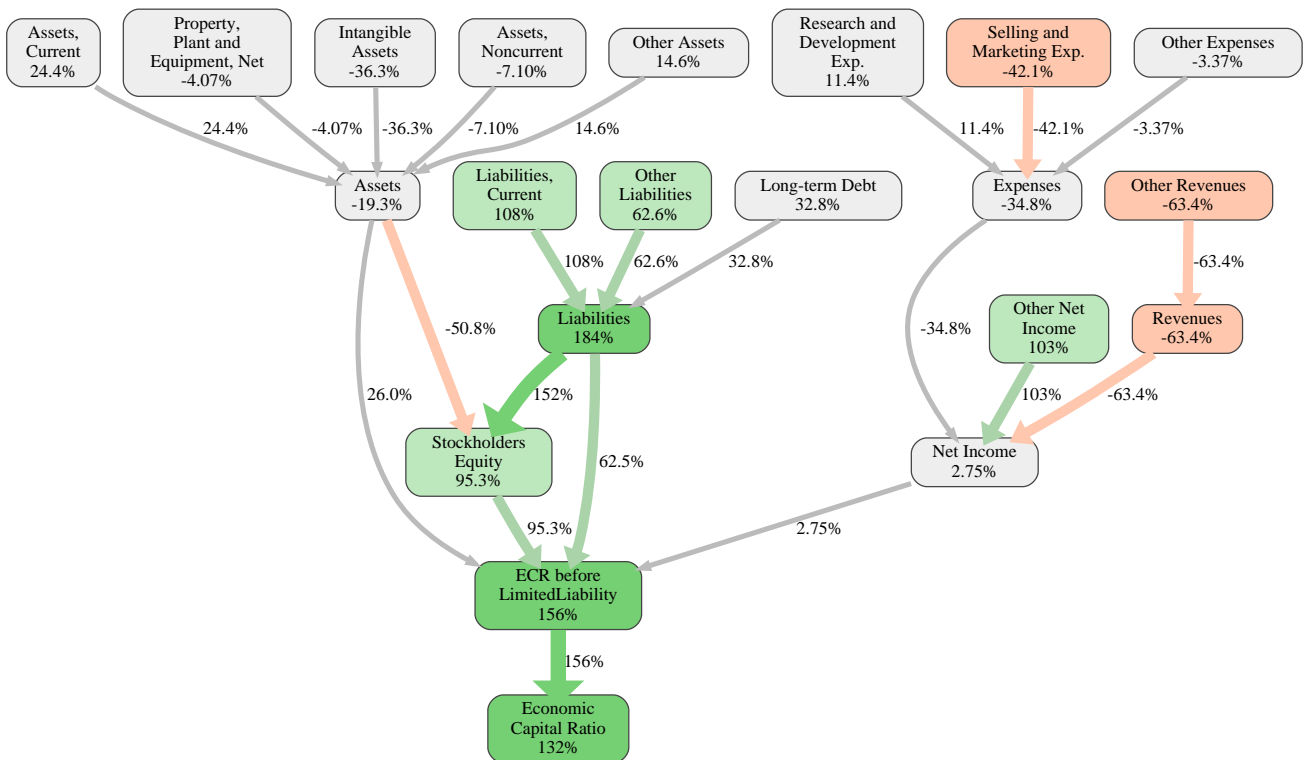 Assets,
Current
24.4%
Property,
Plant and
Equipment, Net
-4.07%
Intangible
Assets
-36.3%
Assets,
Noncurrent
-7.10%
Other Assets
14.6%
Research and
Development
Exp.
11.4%
Selling and
Marketing Exp.
-42.1%
Other Expenses
-3.37%
24.4%
-4.07%
-36.3%
-7.10%
14.6%
11.4%
-42.1%
-3.37%
Assets
-19.3%
Liabilities,
Current
108%
Other
Liabilities
62.6%
Long-term Debt
32.8%
Expenses
-34.8%
Other Revenues
-63.4%
108%
62.6%
32.8%
-63.4%
Liabilities
184%
Other Net
Income
103%
Revenues
-63.4%
-50.8%
-34.8%
26.0%
152%
103%
-63.4%
Stockholders
Equity
95.3%
62.5%
Net Income
2.75%
95.3%
2.75%
ECR before
LimitedLiability
156%
156%
Economic
Capital Ratio
132%